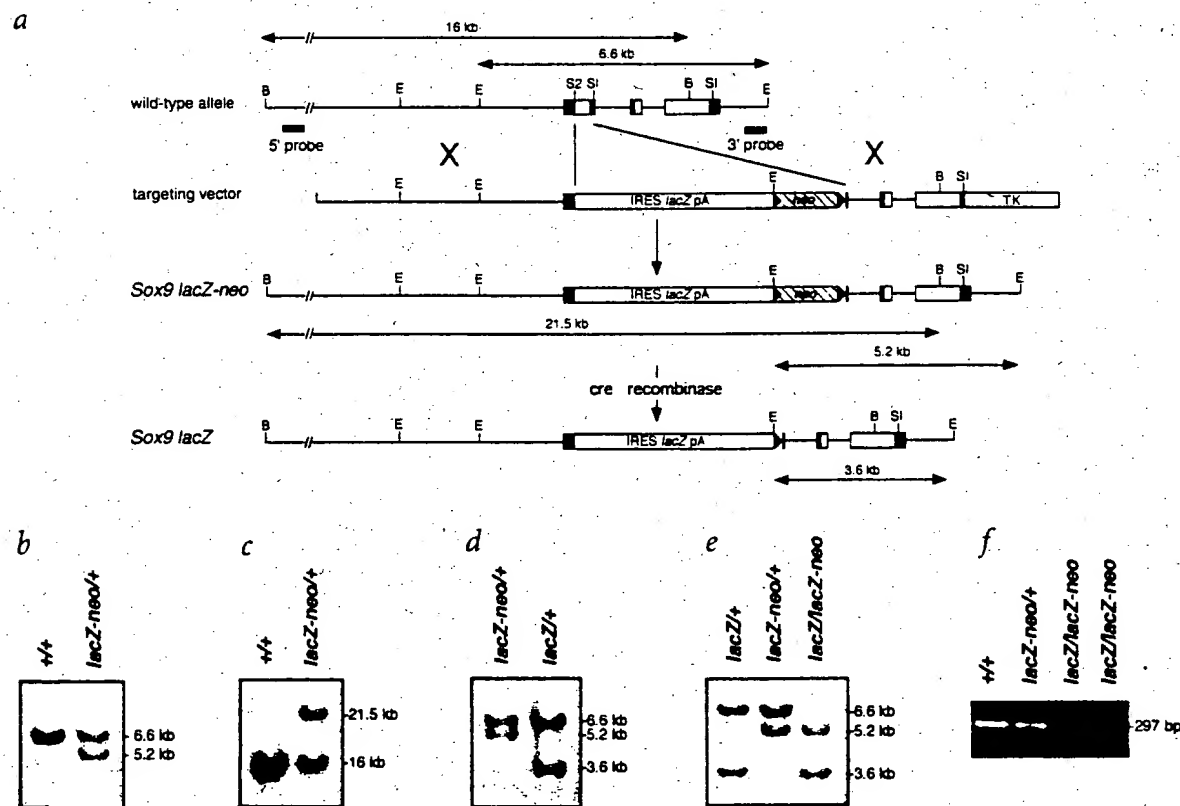 a
16 kb
6.6 kb
B E E S2 SI B SI E
wild-type allele
5' probe 3' probe
X X
targeting vector
E E E B SI
IRES lacZ pA neo TK
Sox9 lacZ-neo
B E E E B SI E
IRES lacZ pA neo
21.5 kb
5.2 kb
cre recombinase
Sox9 lacZ
B E E E B SI E
IRES lacZ pA
3.6 kb
b
+/+ lacZ-neo/+
6.6 kb
5.2 kb
c
+/+ lacZ-neo/+
21.5 kb
16 kb
d
lacZ-neo/+ lacZ/+
6.6 kb
5.2 kb
3.6 kb
e
lacZ/+ lacZ-neo/+ lacZ/lacZ-neo
6.6 kb
5.2 kb
3.6 kb
f
+/+ lacZ-neo/+ lacZ/lacZ-neo lacZ/lacZ-neo
297 bp